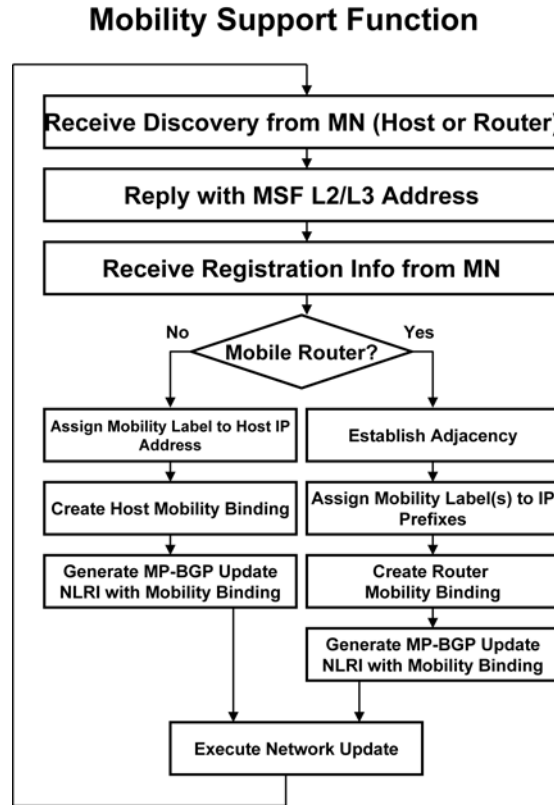 Mobility Support Function
Receive Discovery from MN (Host or Router)
Reply with MSF L2/L3 Address
Receive Registration Info from MN
No
Yes
Mobile Router?
Assign Mobility Label to Host IP
Address
Create Host Mobility Binding
Generate MP-BGP Update
NLRI with Mobility Binding
Establish Adjacency
Assign Mobility Label(s) to IP
Prefixes
Create Router
Mobility Binding
Generate MP-BGP Update
NLRI with Mobility Binding
Execute Network Update